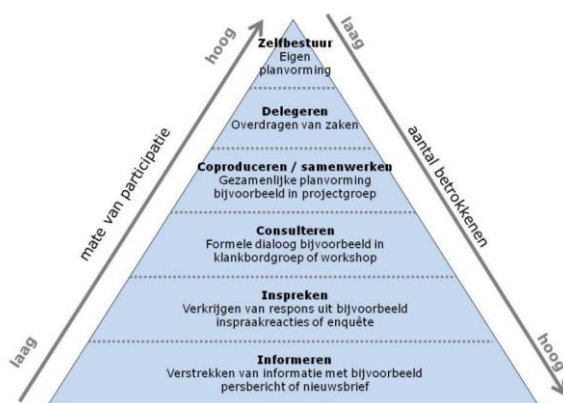 hoog
laag
Zelfbestuur
Eigen
planvorming
Delegeren
Overdragen van zaken
mate van participatie
aantal betrokkenen
Coproduceren / samenwerken
Gezamenlijke planvorming
bijvoorbeeld in projectgroep
Consulteren
Formele dialoog bijvoorbeeld in
klankbordgroep of workshop
Inspreken
Verkrijgen van respons uit bijvoorbeeld
inspraakreacties of enquête
laag
hoog
Informeren
Verstrekken van informatie met bijvoorbeeld
persbericht of nieuwsbrief